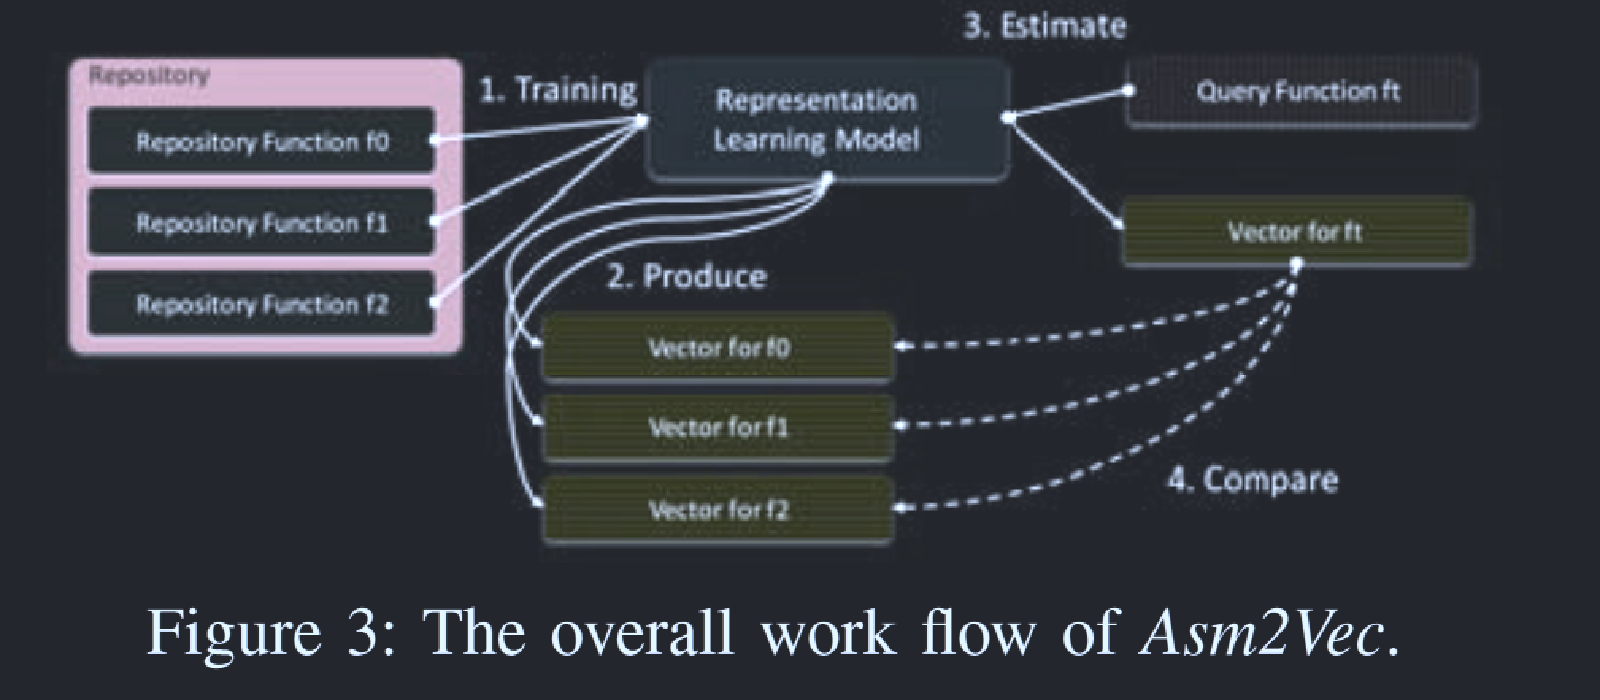 3. Estimate
Repository
1. Training
Representation
Learning Model
Query Function ft
Repository Function f0
Repository Function f1
Repository Function f2
Vector for ft
2. Produce
Vector for f0
Vector for f1
Vector for f2
4. Compare
Figure 3: The overall work flow of Asm2Vec.